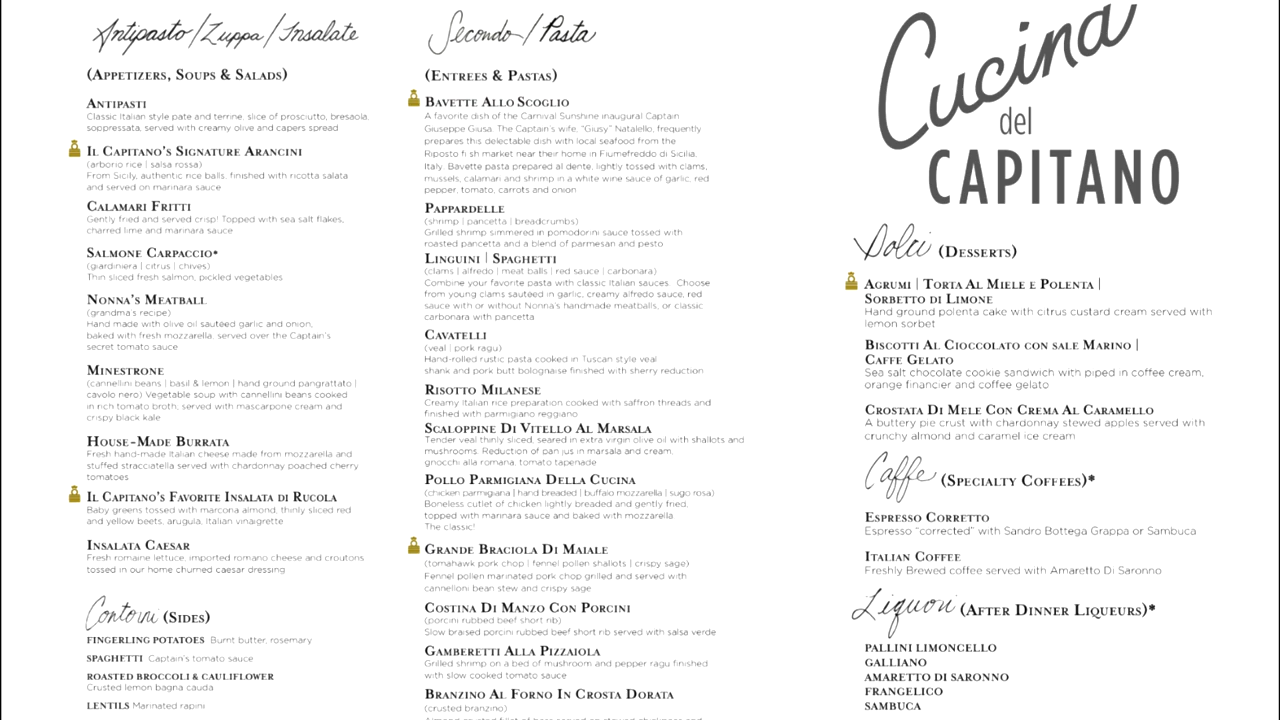 Antipasto/Zuppa/Insalate
(Appetizers, Soups & Salads)
Antipasti
Classic Italian style pate and terrine, slice of prosciutto, bresaola,
soppressata, served with creamy olive and capers spread
Il Capitano's Signature Arancini
(arborio rice | salsa rossa)
From Sicily, authentic rice balls, finished with ricotta salata
and served on marinara sauce
Calamari Fritti
Gently fried and served crisp! Topped with sea salt flakes,
charred lime and marinara sauce
Salmone Carpaccio*
(giardiniera | citrus | chives)
Thin sliced fresh salmon, pickled vegetables
Nonna's Meatball
(grandma's recipe)
Hand made with olive oil sautéed garlic and onion,
baked with fresh mozzarella, served over the Captain's
secret tomato sauce
Minestrone
(cannellini beans | basil & lemon | hand ground pangrattato |
cavolo nero) Vegetable soup with cannellini beans cooked
in rich tomato broth, served with mascarpone cream and
crispy black kale
House-Made Burrata
Fresh hand-made Italian cheese made from mozzarella and
stuffed stracciatella served with chardonnay poached cherry
tomatoes
Il Capitano's Favorite Insalata di Rucola
Baby greens tossed with marcona almond, thinly sliced red
and yellow beets, arugula, Italian vinaigrette
Insalata Caesar
Fresh romaine lettuce, imported romano cheese and croutons
tossed in our home churned caesar dressing
Contorni (Sides)
FINGERLING POTATOES Burnt butter, rosemary
SPAGHETTI Captain's tomato sauce
ROASTED BROCCOLI & CAULIFLOWER
Crusted lemon bagna cauda
LENTILS Marinated rapini
Secondo/Pasta
(Entrees & Pastas)
Bavette Allo Scoglio
A favorite dish of the Carnival Sunshine inaugural Captain
Giuseppe Giusa. The Captain's wife, "Giusy" Natalello, frequently
prepares this delectable dish with local seafood from the
Riposto fi sh market near their home in Fiumefreddo di Sicilia,
Italy. Bavette pasta prepared al dente, lightly tossed with clams,
mussels, calamari and shrimp in a white wine sauce of garlic, red
pepper, tomato, carrots and onion
Pappardelle
(shrimp | pancetta | breadcrumbs)
Grilled shrimp simmered in pomodorini sauce tossed with
roasted pancetta and a blend of parmesan and pesto
Linguini | Spaghetti
(clams | alfredo | meat balls | red sauce | carbonara)
Combine your favorite pasta with classic Italian sauces. Choose
from young clams sautéed in garlic, creamy alfredo sauce, red
sauce with or without Nonna's handmade meatballs, or classic
carbonara with pancetta
Cavatelli
(veal | pork ragu)
Hand-rolled rustic pasta cooked in Tuscan style veal
shank and pork butt bolognaise finished with sherry reduction
Risotto Milanese
Creamy Italian rice preparation cooked with saffron threads and
finished with parmigiano reggiano
Scaloppine Di Vitello Al Marsala
Tender veal thinly sliced, seared in extra virgin olive oil with shallots and
mushrooms. Reduction of pan jus in marsala and cream,
gnocchi alla romana, tomato tapenade
Pollo Parmigiana Della Cucina
(chicken parmigiana | hand breaded | buffalo mozzarella | sugo rosa)
Boneless cutlet of chicken lightly breaded and gently fried,
topped with marinara sauce and baked with mozzarella
The classic!
Grande Braciola Di Maiale
(tomahawk pork chop | fennel pollen shallots | crispy sage)
Fennel pollen marinated pork chop grilled and served with
cannelloni bean stew and crispy sage
Costina Di Manzo Con Porcini
(porcini rubbed beef short rib)
Slow braised porcini rubbed beef short rib served with salsa verde
Gamberetti Alla Pizzaiola
Grilled shrimp on a bed of mushroom and pepper ragu finished
with slow cooked tomato sauce
Branzino Al Forno In Crosta Dorata
(crusted branzino)
Cucina
del
CAPITANO
Dolci (Desserts)
Agrumi | Torta Al Miele e Polenta |
Sorbetto di Limone
Hand ground polenta cake with citrus custard cream served with
lemon sorbet
Biscotti Al Cioccolato con sale Marino |
Caffe Gelato
Sea salt chocolate cookie sandwich with piped in coffee cream,
orange financier and coffee gelato
Crostata Di Mele Con Crema Al Caramello
A buttery pie crust with chardonnay stewed apples served with
crunchy almond and caramel ice cream
Caffe (Specialty Coffees)*
Espresso Corretto
Espresso "corrected" with Sandro Bottega Grappa or Sambuca
Italian Coffee
Freshly Brewed coffee served with Amaretto Di Saronno
Liquori (After Dinner Liqueurs)*
PALLINI LIMONCELLO
GALLIANO
AMARETTO DI SARONNO
FRANGELICO
SAMBUCA